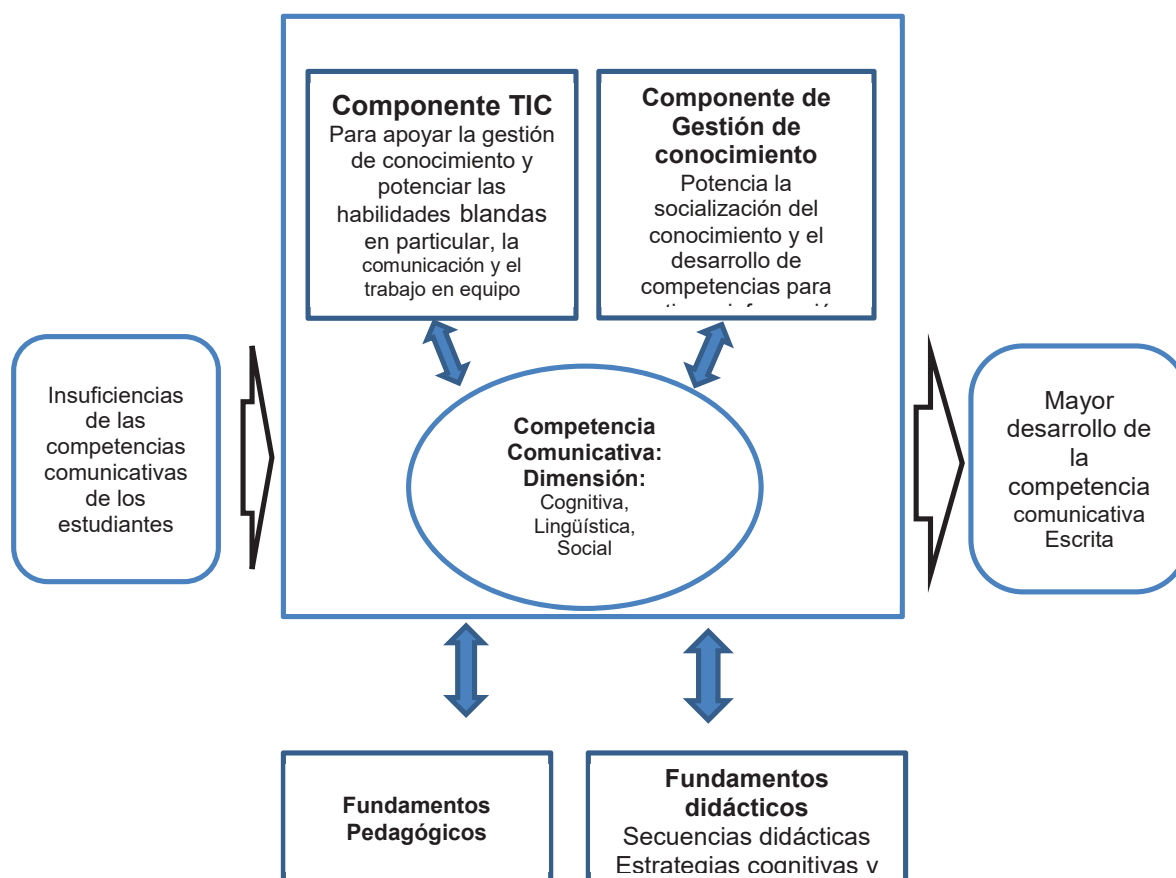 Componente TIC
Para apoyar la gestión
de conocimiento y
potenciar las
habilidades blandas
en particular, la
comunicación y el
trabajo en equipo
Componente de
Gestión de
conocimiento
Potencia la
socialización del
conocimiento y el
desarrollo de
competencias para
Insuficiencias
de las
competencias
comunicativas
de los
estudiantes
Competencia
Comunicativa:
Dimensión:
Cognitiva,
Lingüística,
Social
Mayor
desarrollo de
la
competencia
comunicativa
Escrita
Fundamentos
Pedagógicos
Fundamentos
didácticos
Secuencias didácticas
Estrategias cognitivas y